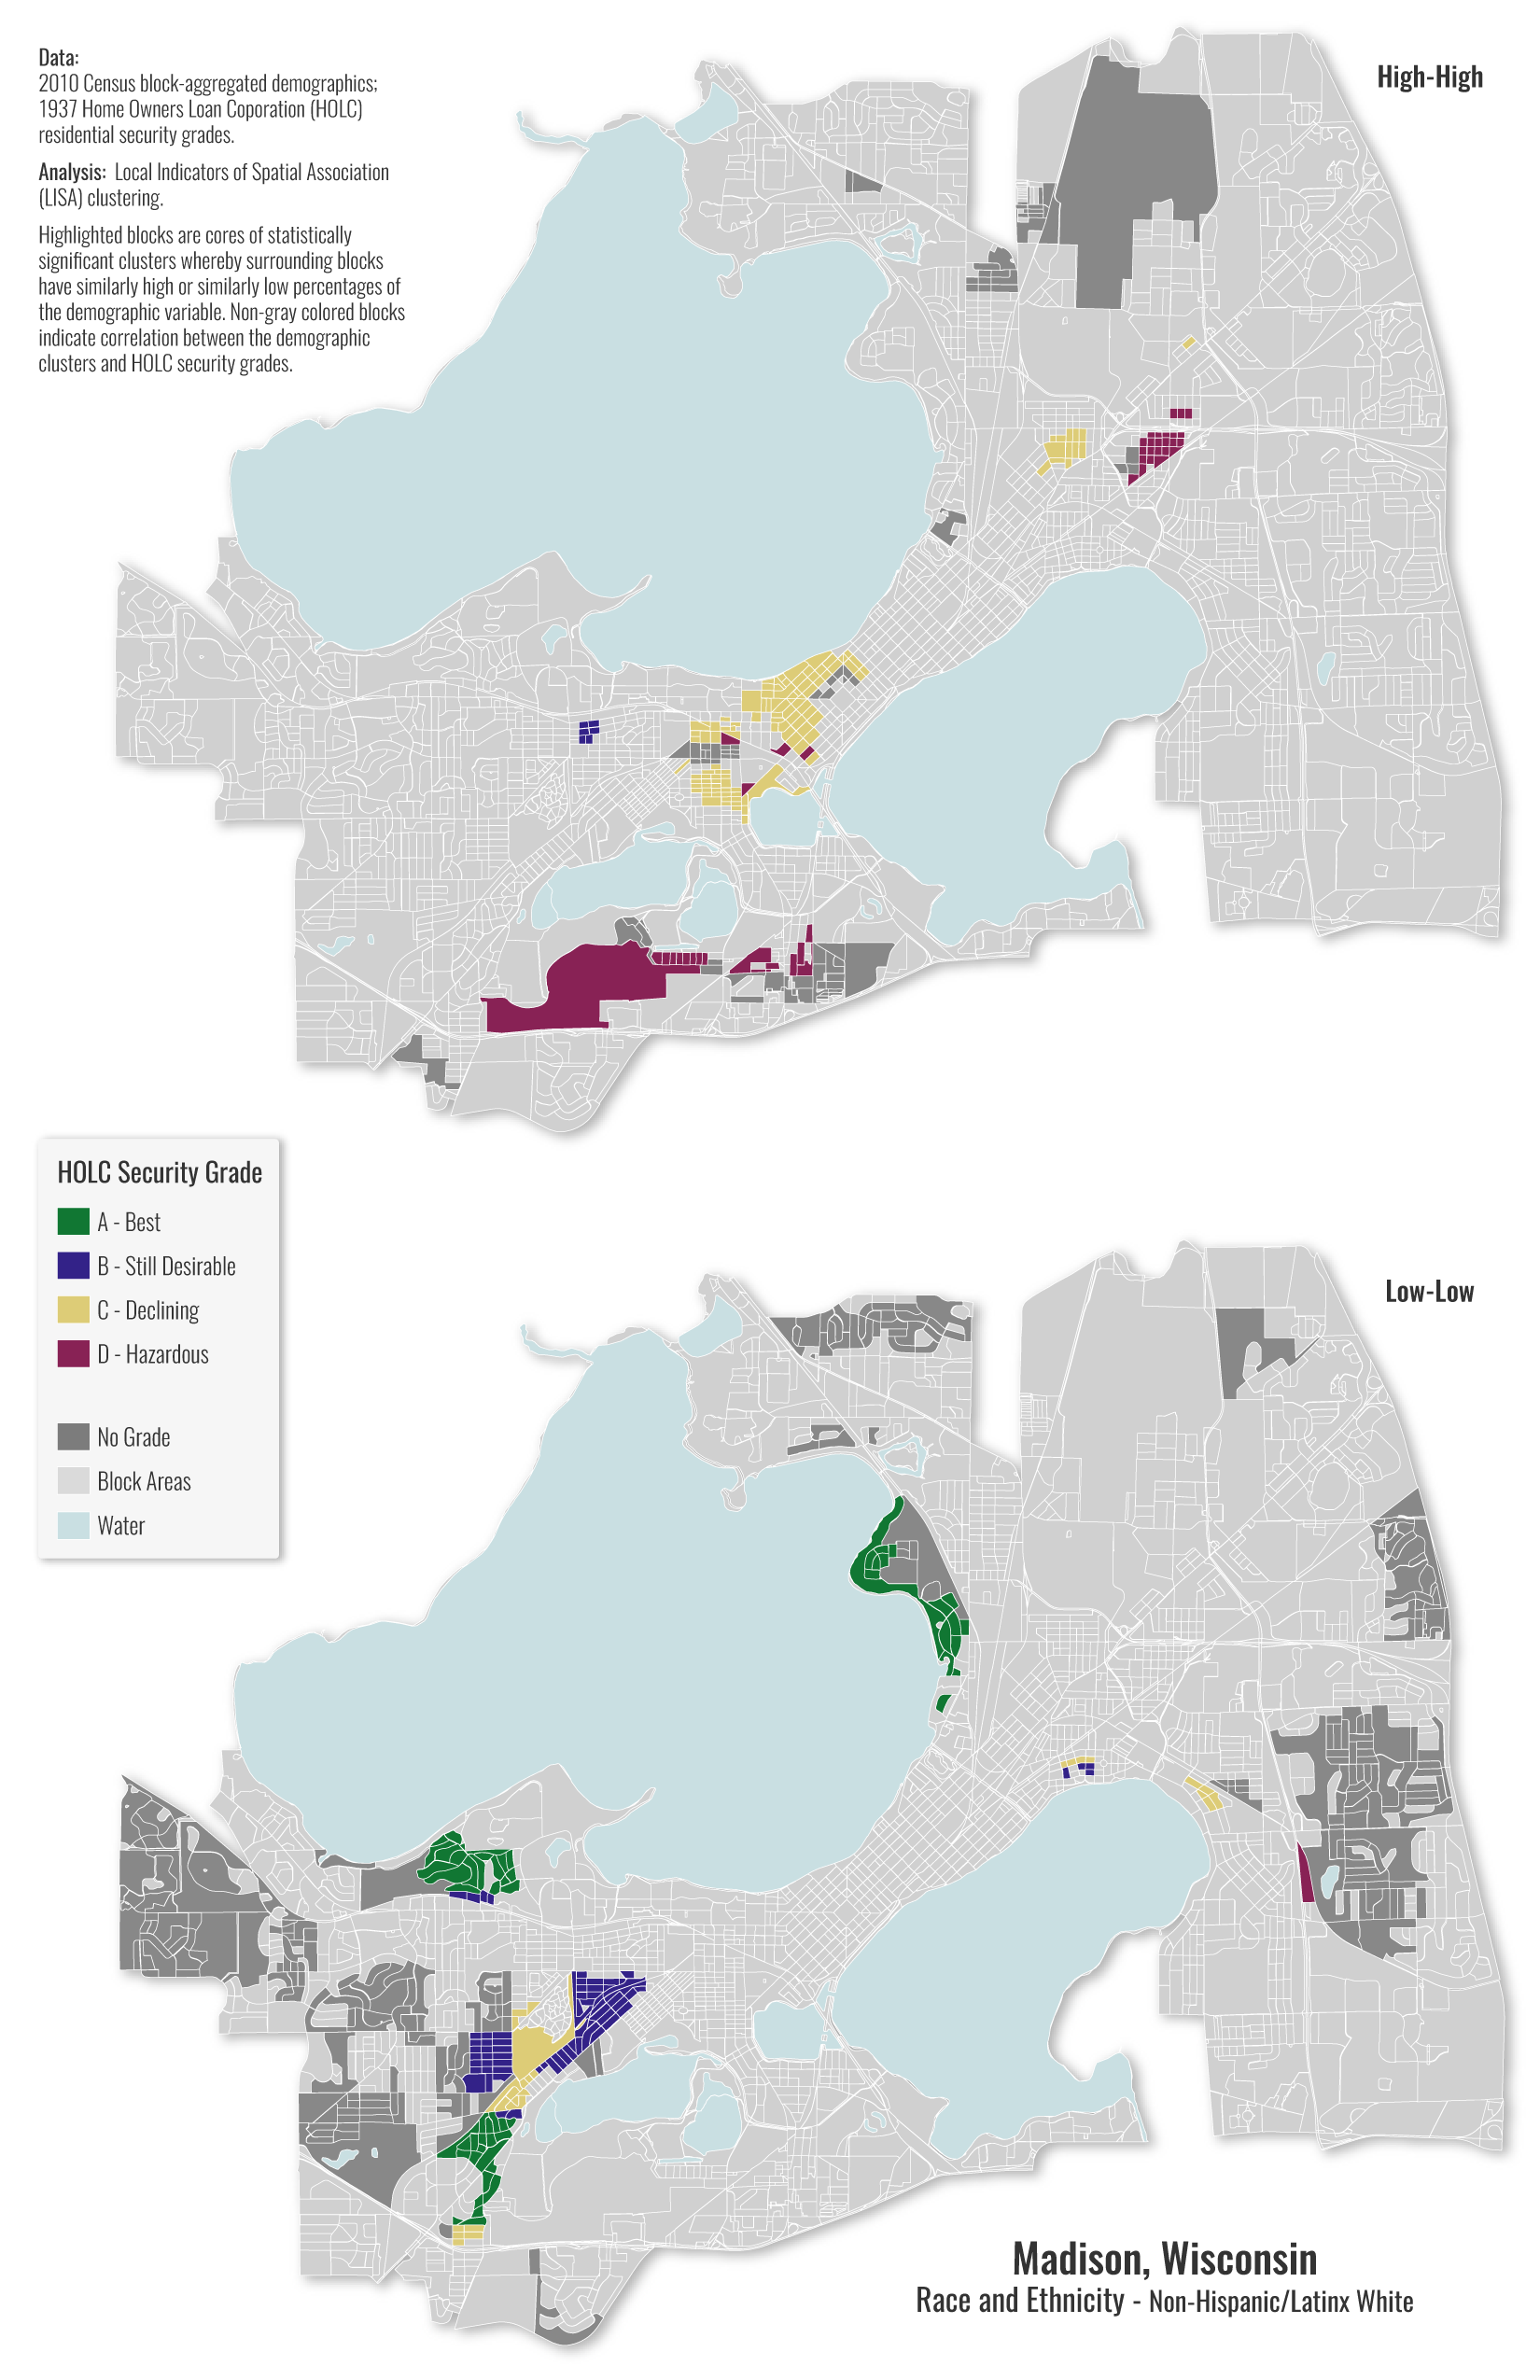 Data:
2010 Census block-aggregated demographics;
1937 Home Owners Loan Coporation (HOLC)
residential security grades.
Analysis: Local Indicators of Spatial Association
(LISA) clustering.
Highlighted blocks are cores of statistically
significant clusters whereby surrounding blocks
have similarly high or similarly low percentages of
the demographic variable. Non-gray colored blocks
indicate correlation between the demographic
clusters and HOLC security grades.
High-High
HOLC Security Grade
A - Best
B - Still Desirable
C - Declining
D - Hazardous
No Grade
Block Areas
Water
Low-Low
Madison, Wisconsin
Race and Ethnicity - Non-Hispanic/Latinx White